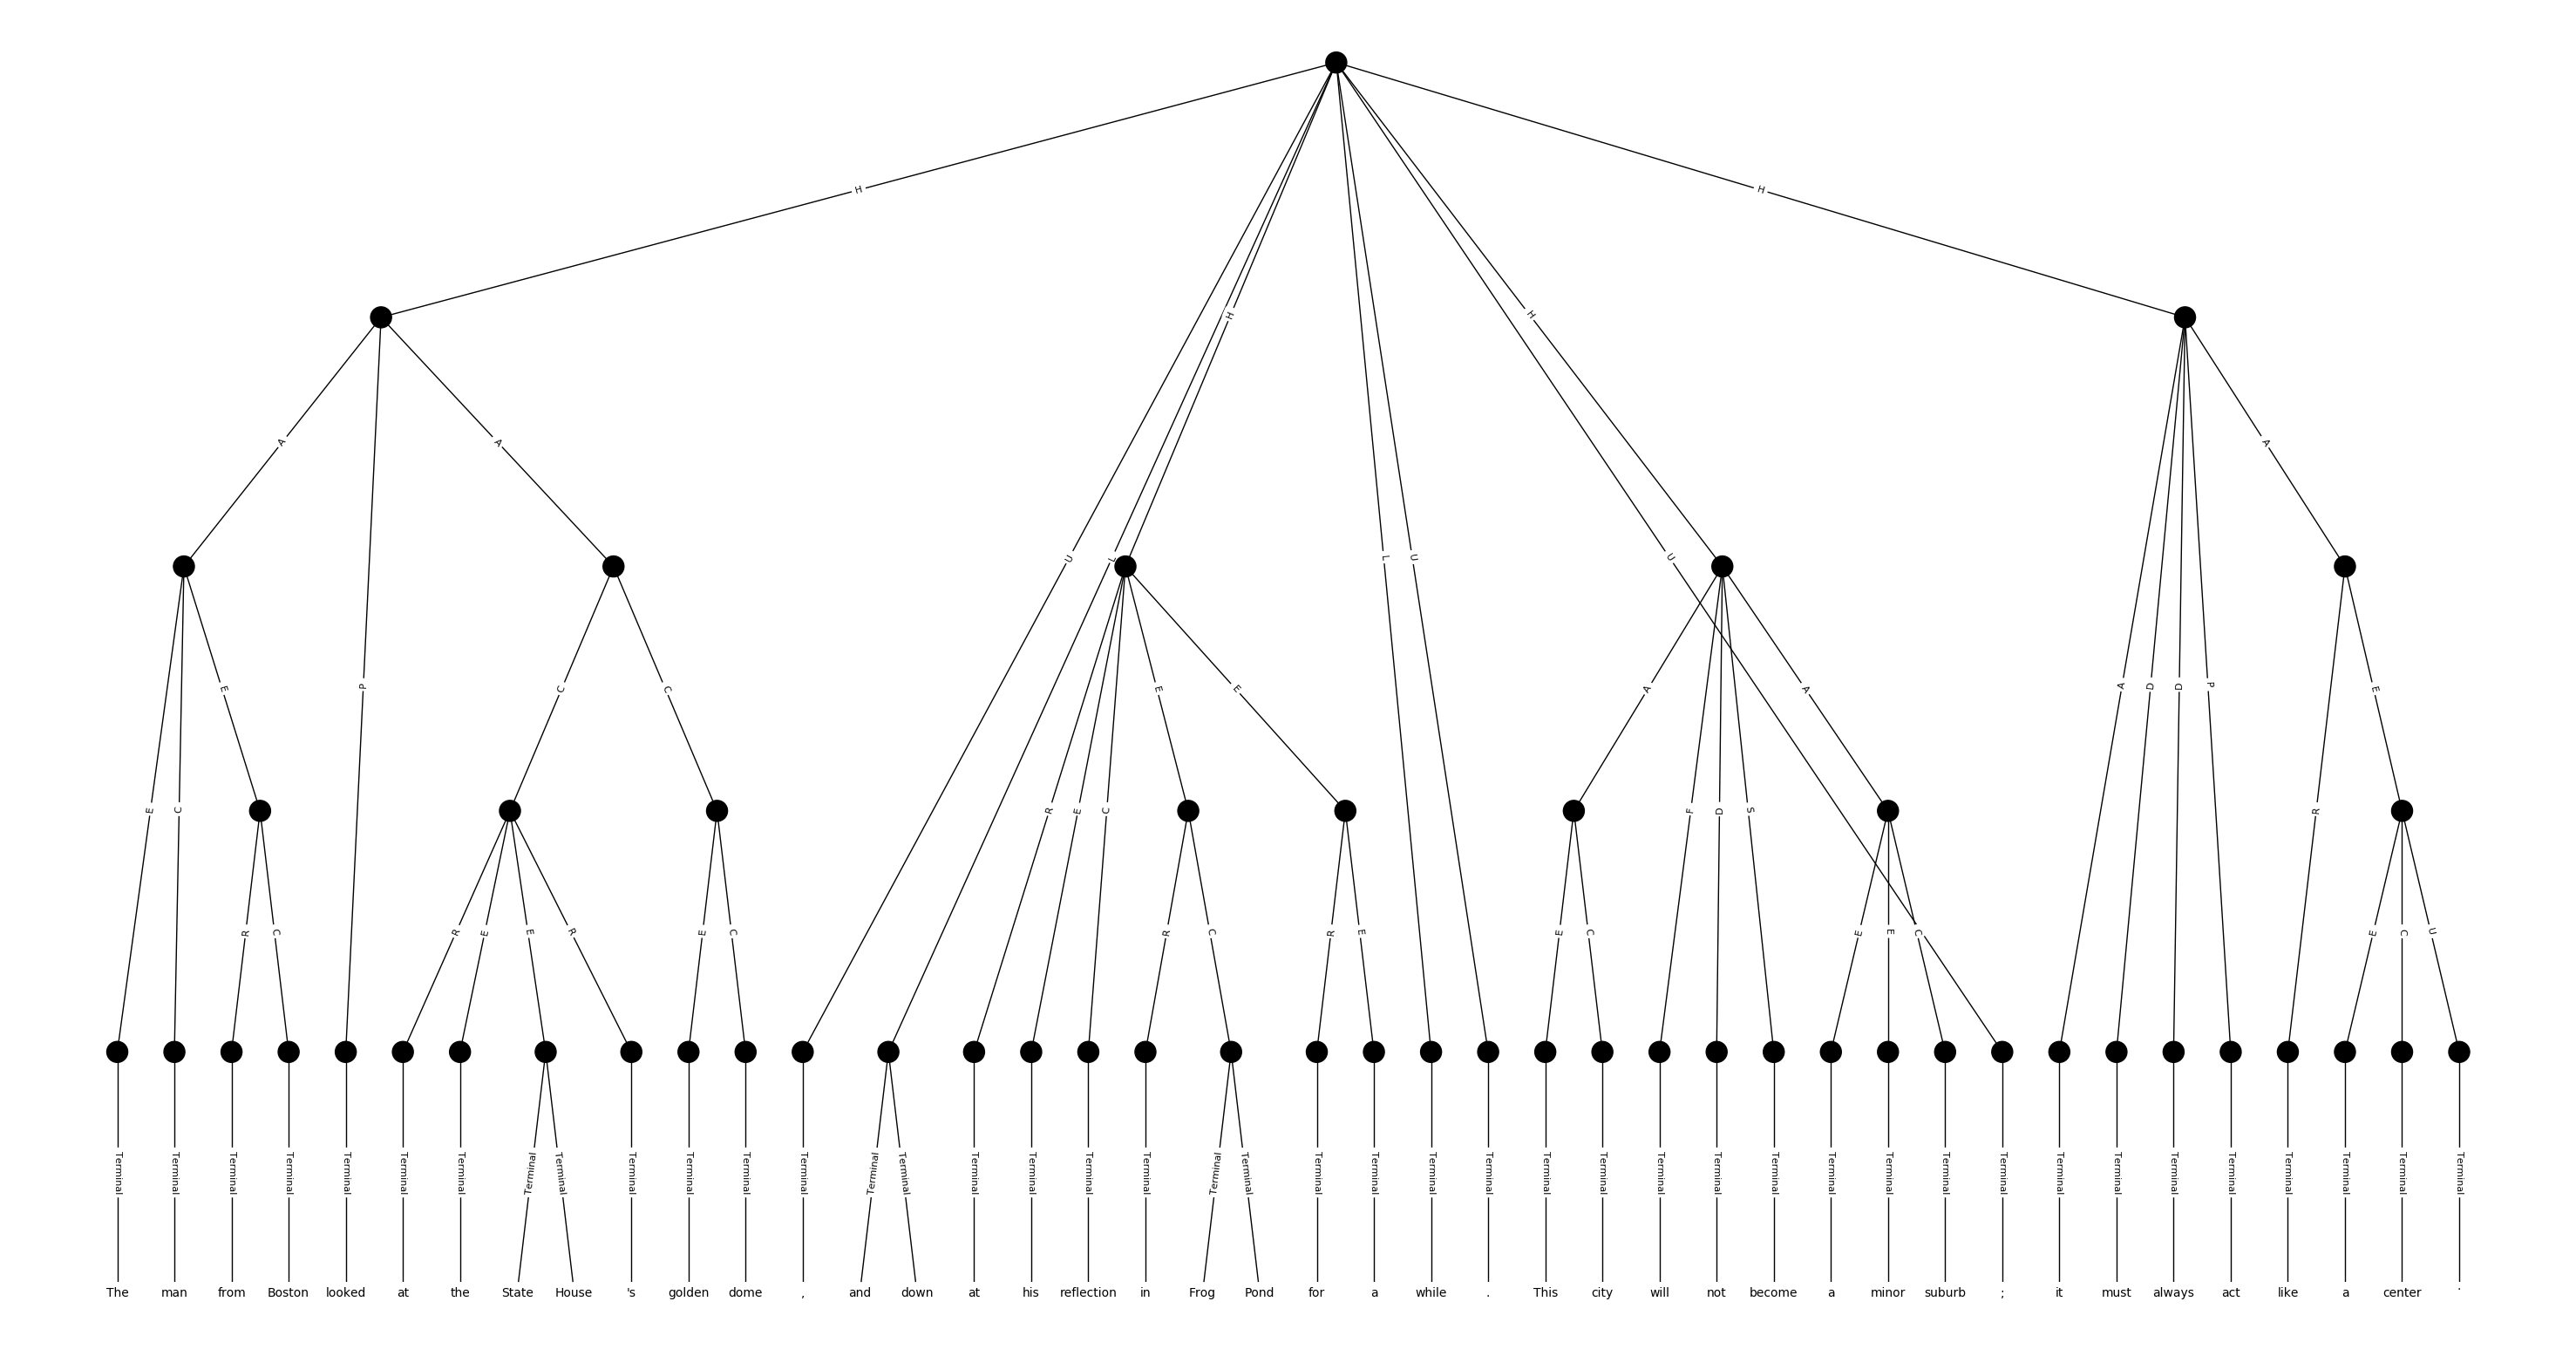 H H
H H
A A A
U L L U U
P A D D P
E C E C C R E C E E A F D S A R E
R C R E E R E C R C R E E C E E C E C U
Terminal Terminal Terminal Terminal Terminal Terminal Terminal Terminal Terminal Terminal Terminal Terminal Terminal Terminal Terminal Terminal Terminal Terminal Terminal Terminal Terminal Terminal Terminal Terminal Terminal Terminal Terminal Terminal Terminal Terminal Terminal Terminal Terminal Terminal Terminal Terminal Terminal Terminal Terminal Terminal Terminal Terminal
The man from Boston looked at the State House 's golden dome , and down at his reflection in Frog Pond for a while . This city will not become a minor suburb ; it must always act like a center .